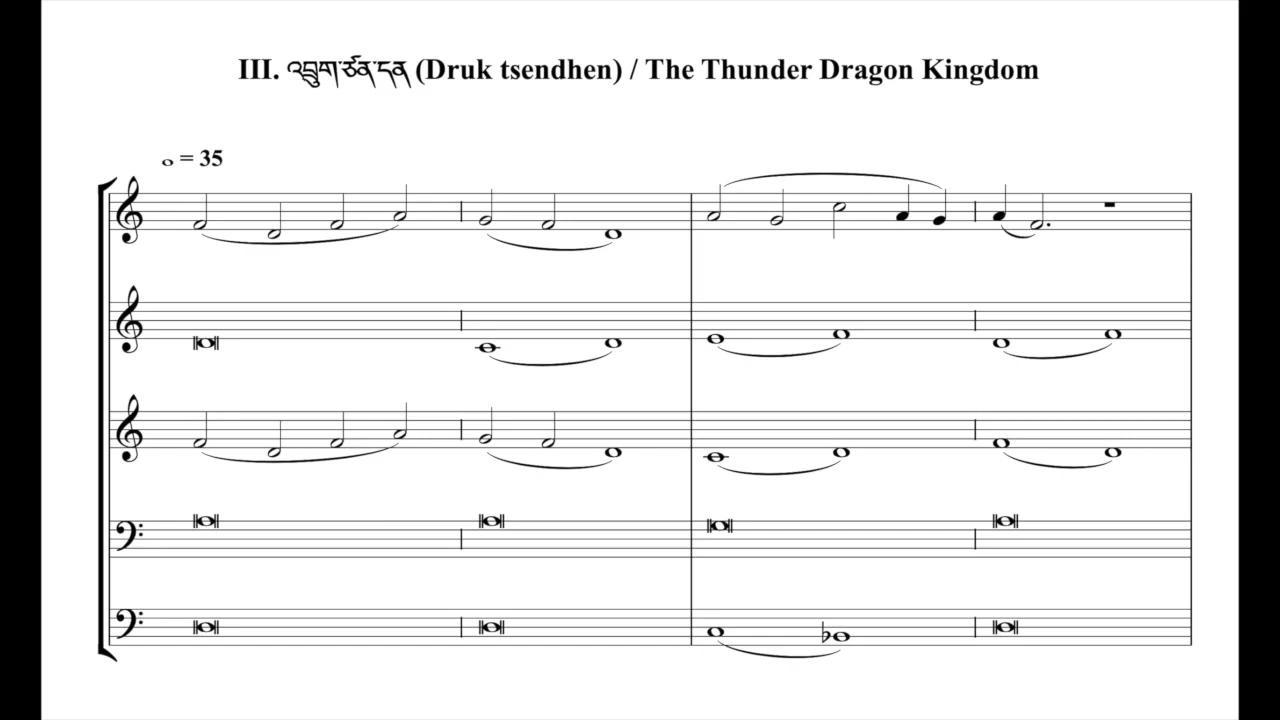 III. འབྲུག་ཙན་དན (Druk tsendhen) / The Thunder Dragon Kingdom
𝅝 = 35